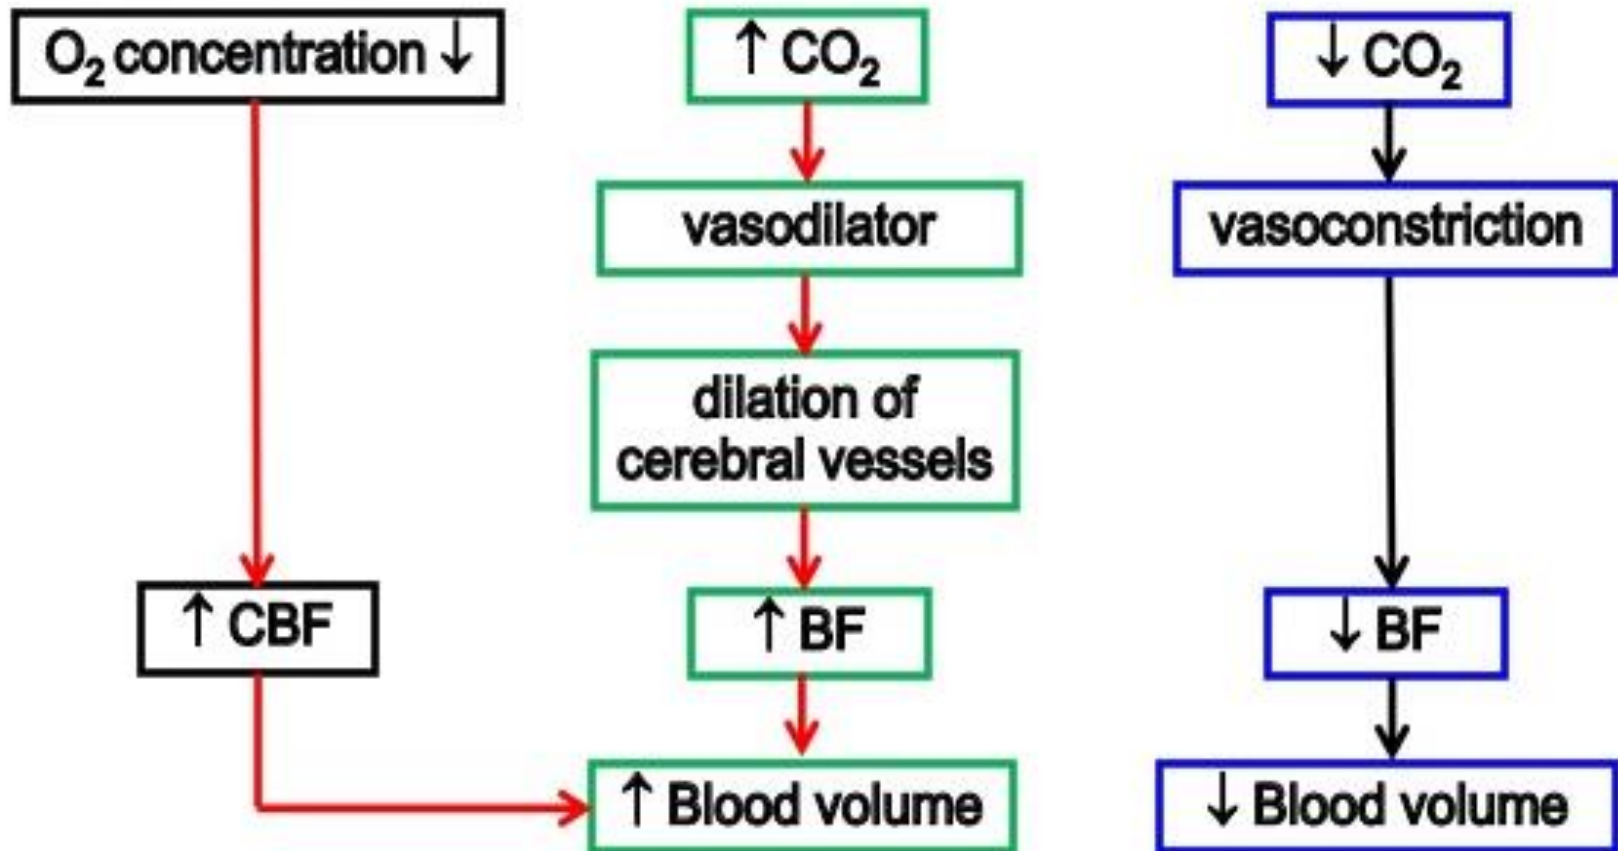 O₂ concentration ↓
↑ CO₂
↓ CO₂
vasodilator
vasoconstriction
dilation of
cerebral vessels
↑ CBF
↑ BF
↓ BF
↑ Blood volume
↓ Blood volume